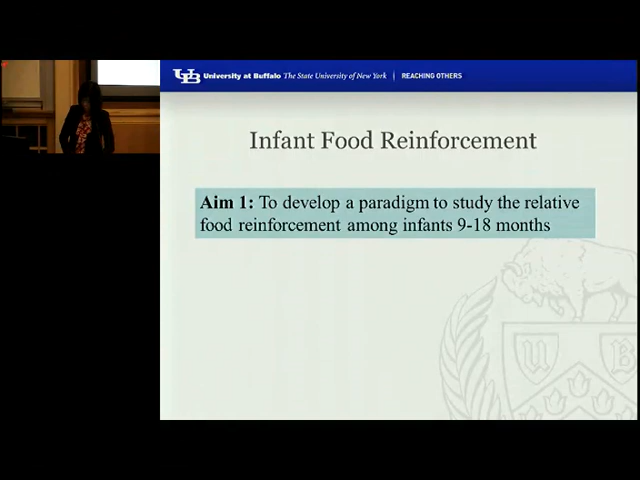 UB University at Buffalo The State University of New York | REACHING OTHERS
Infant Food Reinforcement
Aim 1: To develop a paradigm to study the relative
food reinforcement among infants 9-18 months
U B